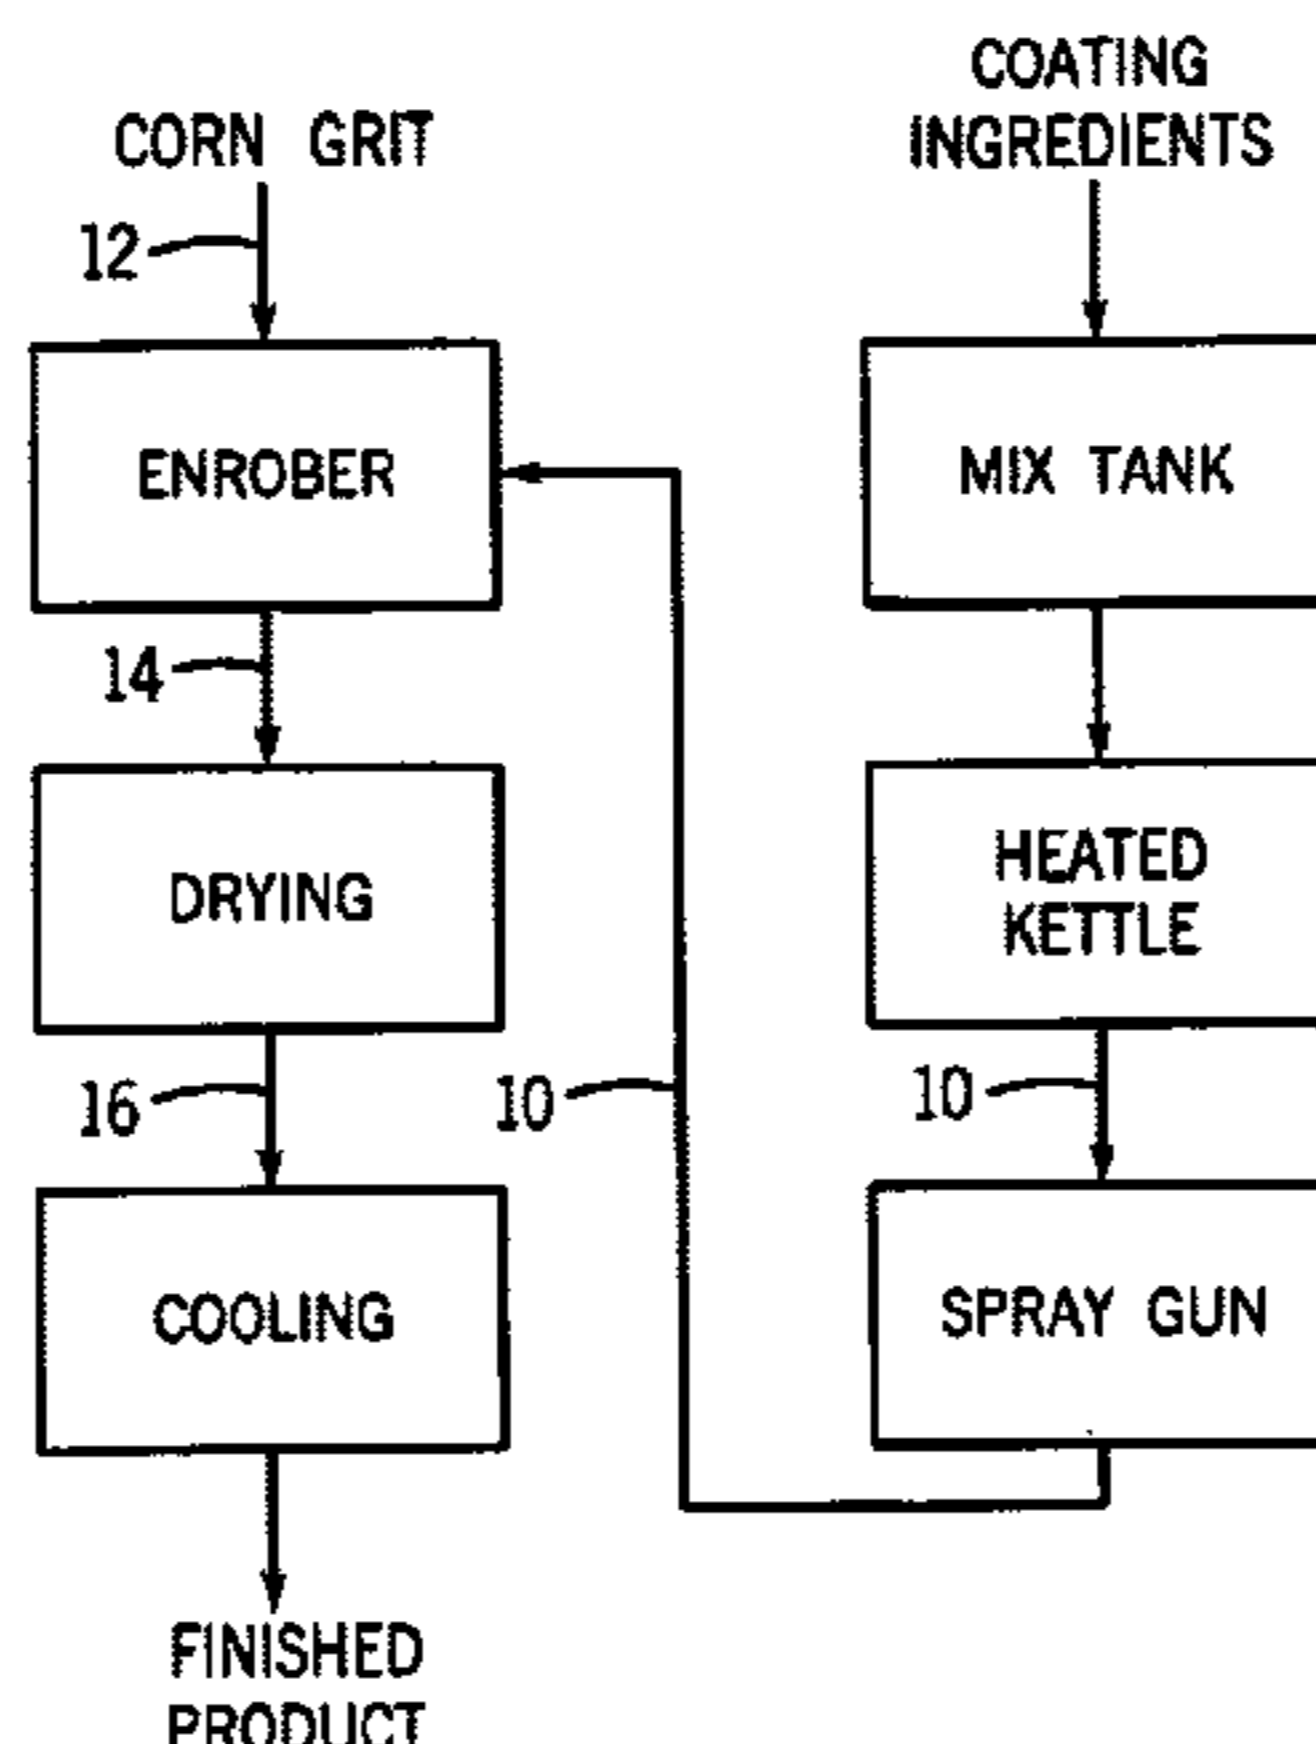 CORN GRIT
12
ENROBER
14
DRYING
16
COOLING
FINISHED
PRODUCT
10
COATING
INGREDIENTS
MIX TANK
HEATED
KETTLE
10
SPRAY GUN